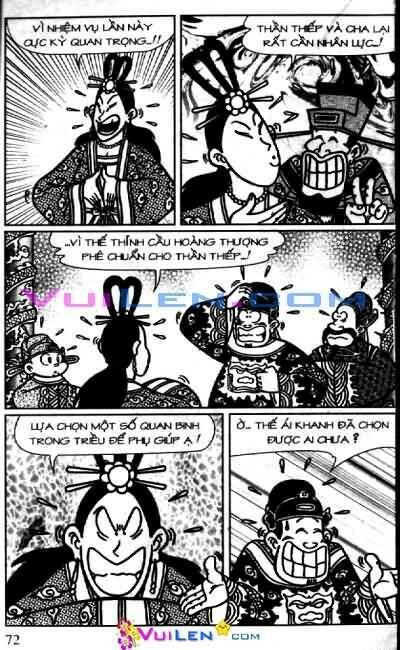 VÌ NHIỆM VỤ LẦN NÀY
CỰC KỲ QUAN TRỌNG..!!
THẦN THIẾP VÀ CHA LẠI
RẤT CẦN NHÂN LỰC..!
...VÌ THẾ THỈNH CẦU HOÀNG THƯỢNG
PHÊ CHUẨN CHO THẦN THIẾP...!
VUILEN.COM
LỰA CHỌN MỘT SỐ QUAN BINH
TRONG TRIỀU ĐỂ PHỤ GIÚP Ạ!
Ờ... THẾ ÁI KHANH ĐÃ CHỌN
ĐƯỢC AI CHƯA?
72
VUILEN.COM